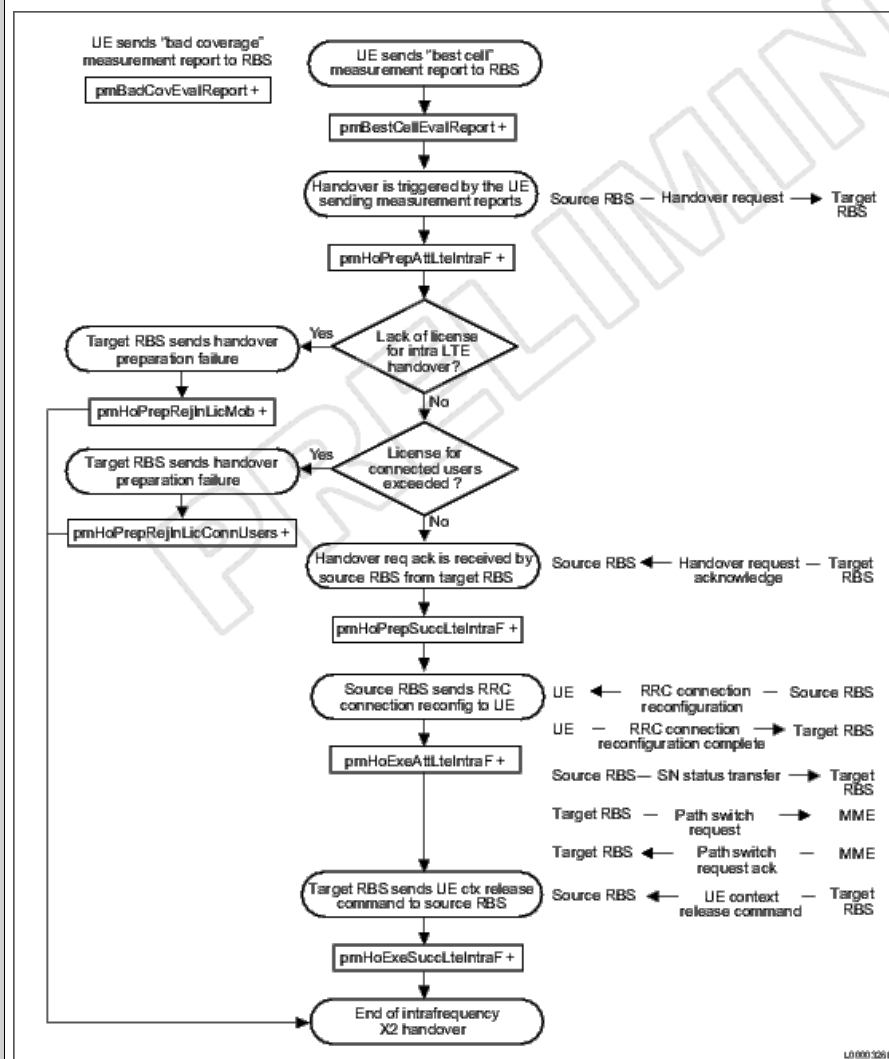 UE sends "bad coverage"
measurement report to RBS
pmBadCovEvalReport +
UE sends "best cell"
measurement report to RBS
pmBestCellEvalReport +
Handover is triggered by the UE
sending measurement reports
Source RBS — Handover request → Target
RBS
pmHoPrepAttLteIntraF +
Lack of license
for intra LTE
handover?
Yes
Target RBS sends handover
preparation failure
pmHoPrepRejInLicMob +
No
License for
connected users
exceeded ?
Yes
Target RBS sends handover
preparation failure
pmHoPrepRejInLicConnUsers +
No
Handover req ack is received by
source RBS from target RBS
Source RBS ← Handover request — Target
acknowledge RBS
pmHoPrepSuccLteIntraF +
Source RBS sends RRC
connection reconfig to UE
UE ← RRC connection — Source RBS
reconfiguration
UE — RRC connection → Target RBS
reconfiguration complete
pmHoExeAttLteIntraF +
Source RBS — SN status transfer → Target
RBS
Target RBS — Path switch → MME
request
Target RBS ← Path switch — MME
request ack
Target RBS sends UE ctx release
command to source RBS
Source RBS ← UE context — Target
release command RBS
pmHoExeSuccLteIntraF +
End of intrafrequency
X2 handover
PRELIMIN